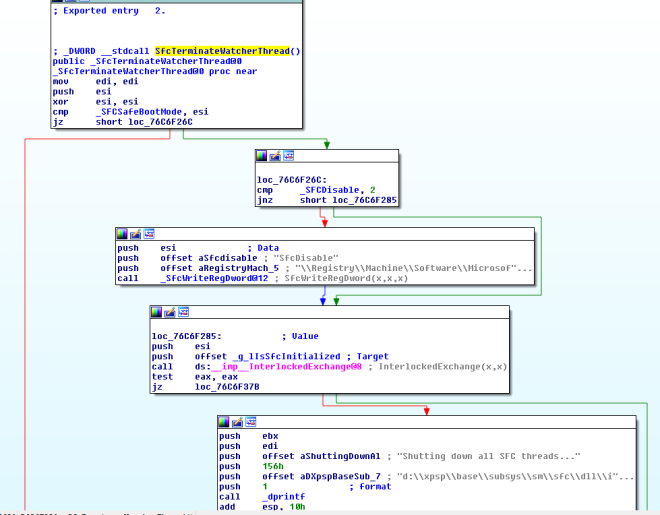 ; Exported entry   2.
; _DWORD __stdcall SfcTerminateWatcherThread()
public _SfcTerminateWatcherThread@0
_SfcTerminateWatcherThread@0 proc near
mov     edi, edi
push    esi
xor     esi, esi
cmp     _SFCSafeBootMode, esi
jz      short loc_76C6F26C
loc_76C6F26C:
cmp     _SFCDisable, 2
jnz     short loc_76C6F285
push    esi             ; Data
push    offset aSfcdisable ; "SfcDisable"
push    offset aRegistryMach_5 ; "\\Registry\\Machine\\Software\\Microsof"...
call    _SfcWriteRegDword@12 ; SfcWriteRegDword(x,x,x)
loc_76C6F285:           ; Value
push    esi
push    offset _g_lIsSfcInitialized ; Target
call    ds:__imp__InterlockedExchange@8 ; InterlockedExchange(x,x)
test    eax, eax
jz      loc_76C6F37B
push    ebx
push    edi
push    offset aShuttingDownAl ; "Shutting down all SFC threads..."
push    156h
push    offset aDXpspBaseSub_7 ; "d:\\xpsp\\base\\subsys\\sm\\sfc\\dll\\i"...
push    1               ; format
call    _dprintf
add     esp, 10h